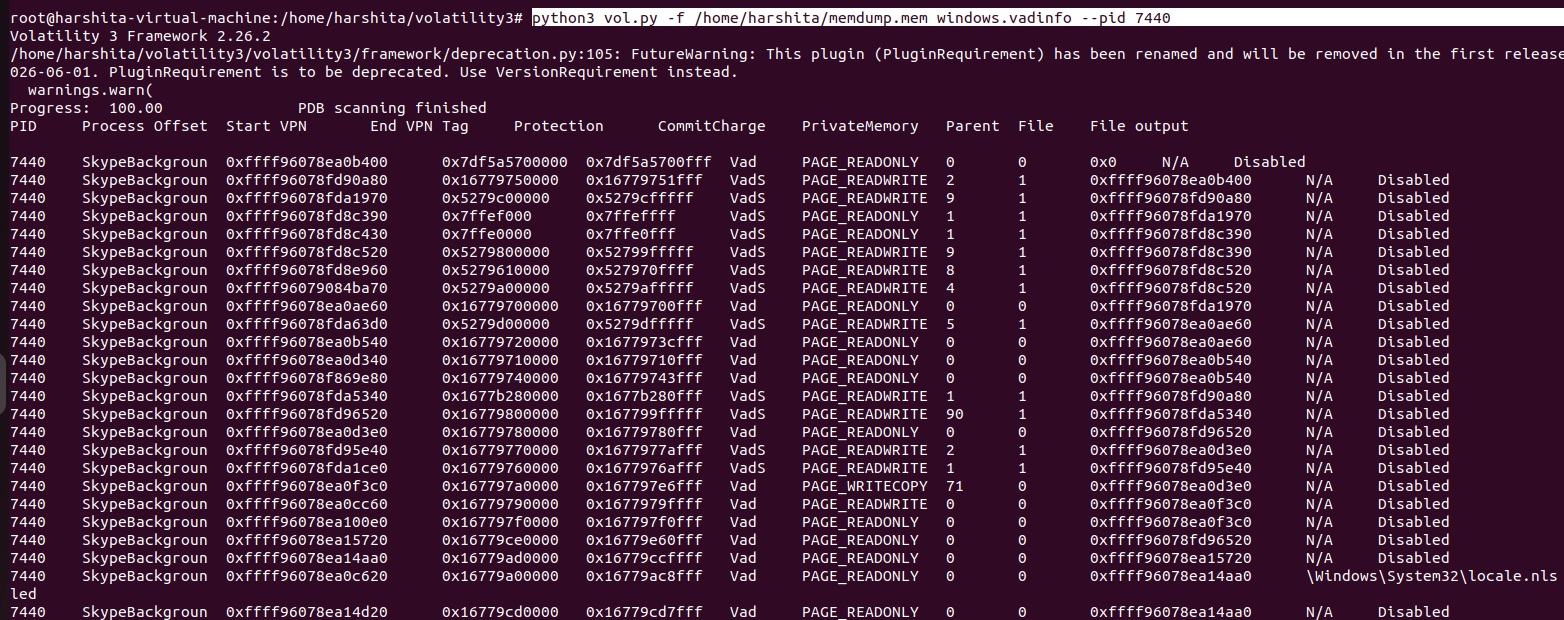 root@harshita-virtual-machine:/home/harshita/volatility3# python3 vol.py -f /home/harshita/memdump.mem windows.vadinfo --pid 7440
Volatility 3 Framework 2.26.2
/home/harshita/volatility3/volatility3/framework/deprecation.py:105: FutureWarning: This plugin (PluginRequirement) has been renamed and will be removed in the first release
026-06-01. PluginRequirement is to be deprecated. Use VersionRequirement instead.
  warnings.warn(
Progress:  100.00               PDB scanning finished
PID     Process Offset  Start VPN       End VPN Tag     Protection      CommitCharge    PrivateMemory   Parent  File    File output
7440    SkypeBackgroun  0xffff96078ea0b400      0x7df5a5700000  0x7df5a5700fff  Vad     PAGE_READONLY   0       0       0x0     N/A     Disabled
7440    SkypeBackgroun  0xffff96078fd90a80      0x16779750000   0x16779751fff   VadS    PAGE_READWRITE  2       1       0xffff96078ea0b400      N/A     Disabled
7440    SkypeBackgroun  0xffff96078fda1970      0x5279c00000    0x5279cfffff    VadS    PAGE_READWRITE  9       1       0xffff96078fd90a80      N/A     Disabled
7440    SkypeBackgroun  0xffff96078fd8c390      0x7ffef000      0x7ffeffff      VadS    PAGE_READONLY   1       1       0xffff96078fda1970      N/A     Disabled
7440    SkypeBackgroun  0xffff96078fd8c430      0x7ffe0000      0x7ffe0fff      VadS    PAGE_READONLY   1       1       0xffff96078fd8c390      N/A     Disabled
7440    SkypeBackgroun  0xffff96078fd8c520      0x5279800000    0x52799fffff    VadS    PAGE_READWRITE  9       1       0xffff96078fd8c390      N/A     Disabled
7440    SkypeBackgroun  0xffff96078fd8e960      0x5279610000    0x527970ffff    VadS    PAGE_READWRITE  8       1       0xffff96078fd8c520      N/A     Disabled
7440    SkypeBackgroun  0xffff96079084ba70      0x5279a00000    0x5279afffff    VadS    PAGE_READWRITE  4       1       0xffff96078fd8c520      N/A     Disabled
7440    SkypeBackgroun  0xffff96078ea0ae60      0x16779700000   0x16779700fff   Vad     PAGE_READONLY   0       0       0xffff96078fda1970      N/A     Disabled
7440    SkypeBackgroun  0xffff96078fda63d0      0x5279d00000    0x5279dfffff    VadS    PAGE_READWRITE  5       1       0xffff96078ea0ae60      N/A     Disabled
7440    SkypeBackgroun  0xffff96078ea0b540      0x16779720000   0x1677973cfff   Vad     PAGE_READONLY   0       0       0xffff96078ea0ae60      N/A     Disabled
7440    SkypeBackgroun  0xffff96078ea0d340      0x16779710000   0x16779710fff   Vad     PAGE_READONLY   0       0       0xffff96078ea0b540      N/A     Disabled
7440    SkypeBackgroun  0xffff96078f869e80      0x16779740000   0x16779743fff   Vad     PAGE_READONLY   0       0       0xffff96078ea0b540      N/A     Disabled
7440    SkypeBackgroun  0xffff96078fda5340      0x1677b280000   0x1677b280fff   VadS    PAGE_READWRITE  1       1       0xffff96078fd90a80      N/A     Disabled
7440    SkypeBackgroun  0xffff96078fd96520      0x16779800000   0x167799fffff   VadS    PAGE_READWRITE  90      1       0xffff96078fda5340      N/A     Disabled
7440    SkypeBackgroun  0xffff96078ea0d3e0      0x16779780000   0x16779780fff   Vad     PAGE_READONLY   0       0       0xffff96078fd96520      N/A     Disabled
7440    SkypeBackgroun  0xffff96078fd95e40      0x16779770000   0x1677977afff   VadS    PAGE_READWRITE  2       1       0xffff96078ea0d3e0      N/A     Disabled
7440    SkypeBackgroun  0xffff96078fda1ce0      0x16779760000   0x1677976afff   VadS    PAGE_READWRITE  1       1       0xffff96078fd95e40      N/A     Disabled
7440    SkypeBackgroun  0xffff96078ea0f3c0      0x167797a0000   0x167797e6fff   Vad     PAGE_WRITECOPY  71      0       0xffff96078ea0d3e0      N/A     Disabled
7440    SkypeBackgroun  0xffff96078ea0cc60      0x16779790000   0x1677979ffff   Vad     PAGE_READWRITE  0       0       0xffff96078ea0f3c0      N/A     Disabled
7440    SkypeBackgroun  0xffff96078ea100e0      0x167797f0000   0x167797f0fff   Vad     PAGE_READONLY   0       0       0xffff96078ea0f3c0      N/A     Disabled
7440    SkypeBackgroun  0xffff96078ea15720      0x16779ce0000   0x16779e60fff   Vad     PAGE_READONLY   0       0       0xffff96078fd96520      N/A     Disabled
7440    SkypeBackgroun  0xffff96078ea14aa0      0x16779ad0000   0x16779ccffff   Vad     PAGE_READONLY   0       0       0xffff96078ea15720      N/A     Disabled
7440    SkypeBackgroun  0xffff96078ea0c620      0x16779a00000   0x16779ac8fff   Vad     PAGE_READONLY   0       0       0xffff96078ea14aa0      \Windows\System32\locale.nls
led
7440    SkypeBackgroun  0xffff96078ea14d20      0x16779cd0000   0x16779cd7fff   Vad     PAGE_READONLY   0       0       0xffff96078ea14aa0      N/A     Disabled